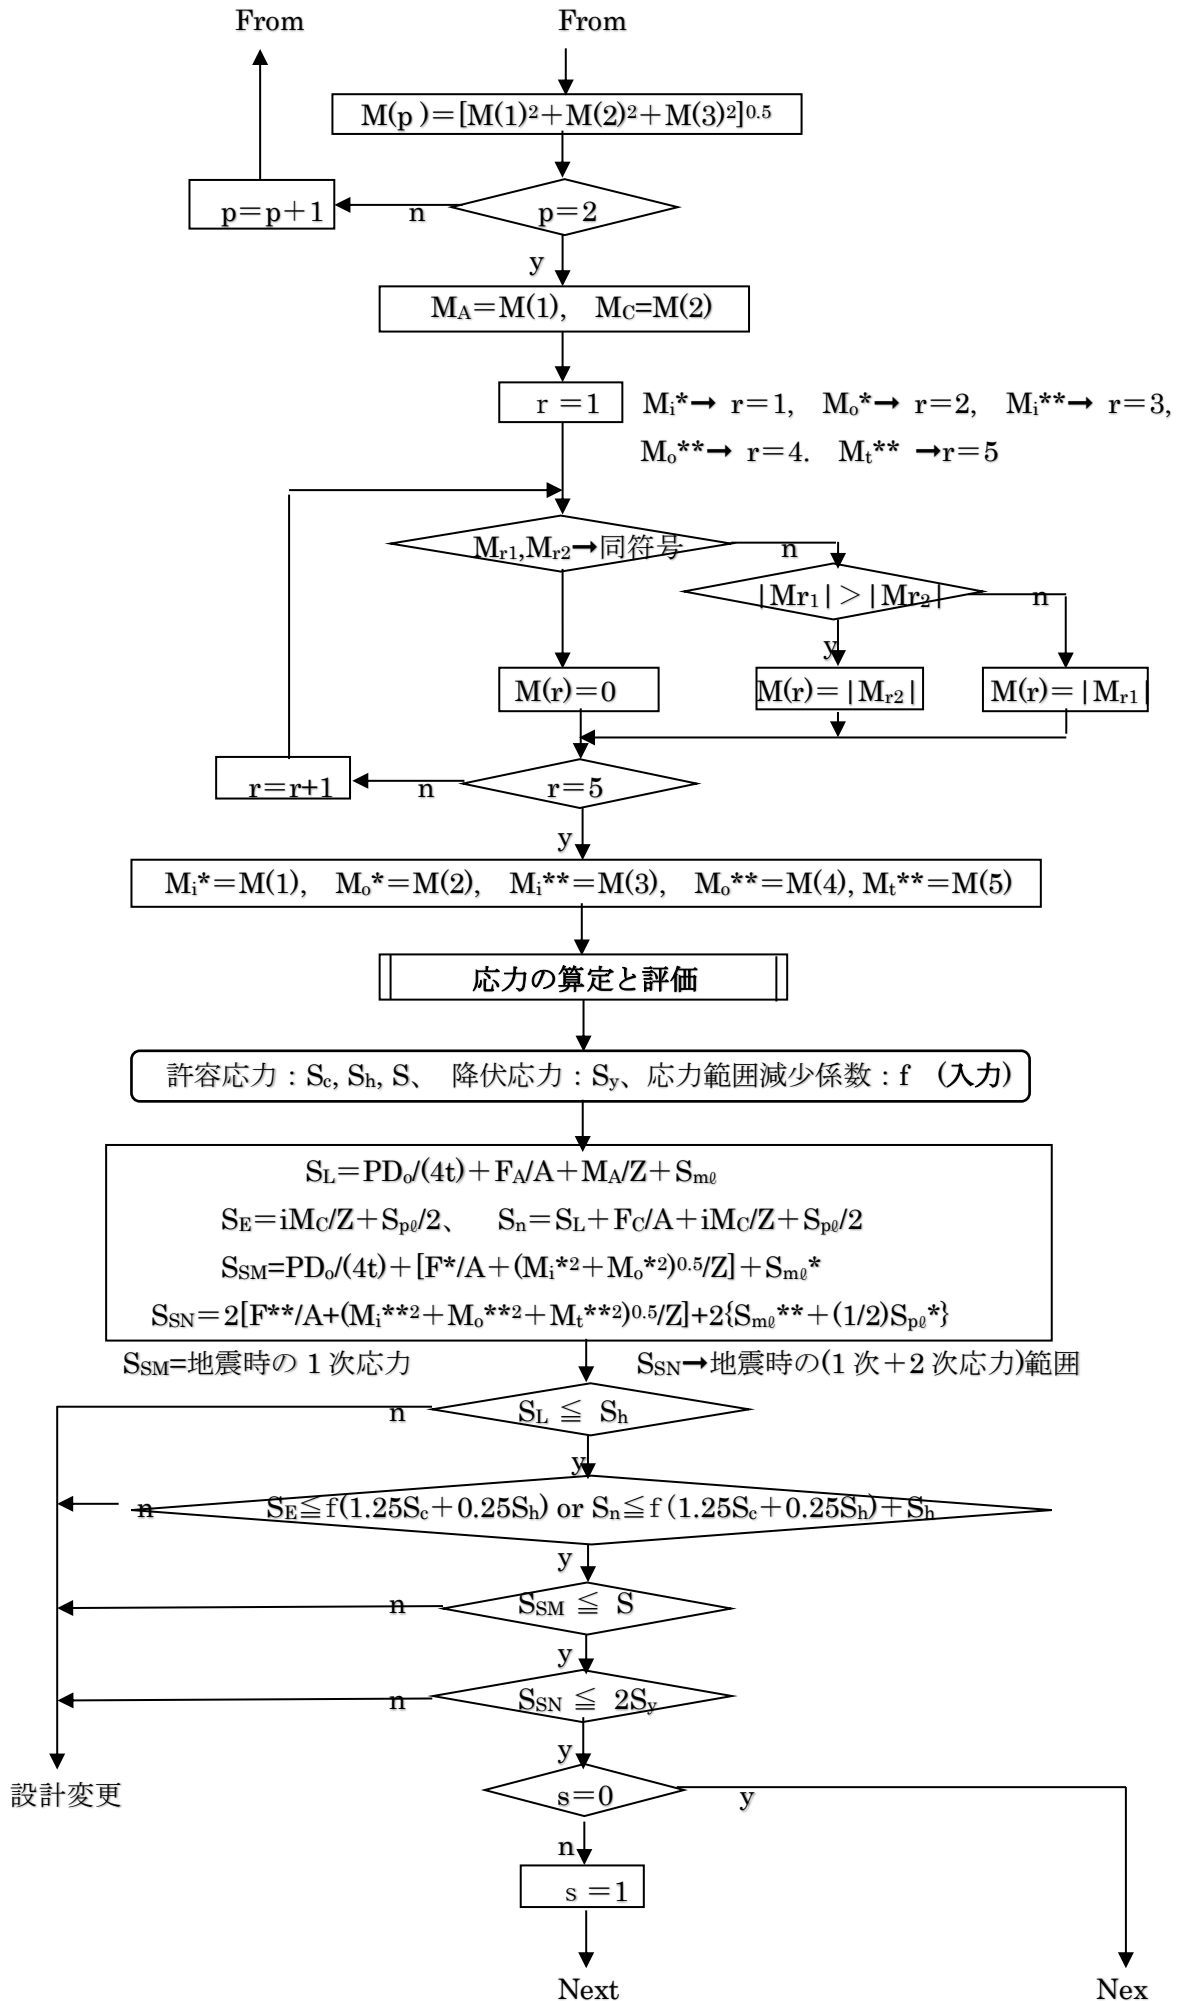 From From
M(p )＝[M(1)²＋M(2)²＋M(3)²]⁰·⁵
p＝p＋1 n p＝2
y
M_A＝M(1), M_C=M(2)
r ＝1 M_i*➞ r＝1, M_o*➞ r＝2, M_i**➞ r＝3,
M_o**➞ r＝4. M_t** ➞r＝5
M_r1,M_r2➞同符号 n
|Mr₁|＞|Mr₂| n
y
M(r)＝0 M(r)＝|M_r2| M(r)＝|M_r1|
r＝r+1 n r＝5
y
M_i*＝M(1), M_o*＝M(2), M_i**＝M(3), M_o**＝M(4), M_t**＝M(5)
応力の算定と評価
許容応力：S_c, S_h, S、 降伏応力：S_y、応力範囲減少係数：f (入力)
S_L＝PD_o/(4t)＋F_A/A＋M_A/Z＋S_mℓ
S_E＝iM_C/Z＋S_pℓ/2、 S_n＝S_L＋F_C/A＋iM_C/Z＋S_pℓ/2
S_SM=PD_o/(4t)＋[F*/A＋(M_i*²＋M_o*²)⁰·⁵/Z]＋S_mℓ*
S_SN＝2[F**/A+(M_i**²＋M_o**²＋M_t**²)⁰·⁵/Z]+2{S_mℓ**＋(1/2)S_pℓ*}
S_SM=地震時の 1 次応力 S_SN➞地震時の(1 次＋2 次応力)範囲
n S_L ≦ S_h
y
n S_E≦f(1.25S_c＋0.25S_h) or S_n≦f (1.25S_c＋0.25S_h)＋S_h
y
n S_SM ≦ S
y
n S_SN ≦ 2S_y
y
設計変更 s＝0 y
n
s ＝1
Next Nex